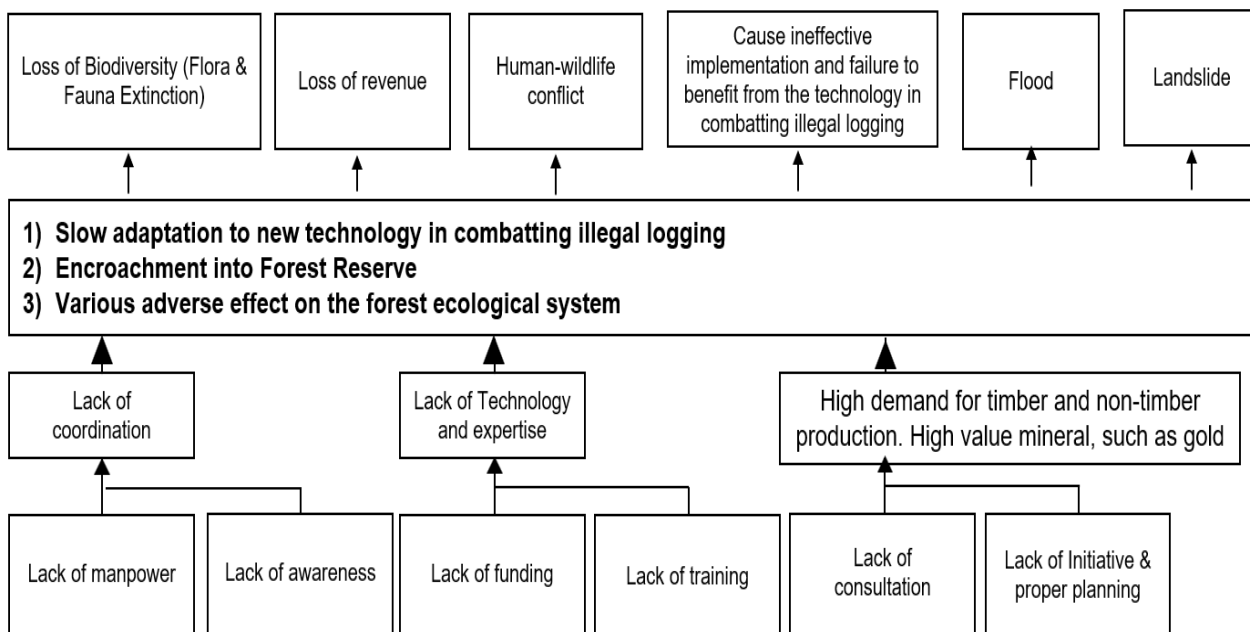 Loss of Biodiversity (Flora &
Fauna Extinction)
Loss of revenue
Human-wildlife
conflict
Cause ineffective
implementation and failure to
benefit from the technology in
combatting illegal logging
Flood
Landslide
1) Slow adaptation to new technology in combatting illegal logging
2) Encroachment into Forest Reserve
3) Various adverse effect on the forest ecological system
Lack of
coordination
Lack of Technology
and expertise
High demand for timber and non-timber
production. High value mineral, such as gold
Lack of manpower
Lack of awareness
Lack of funding
Lack of training
Lack of
consultation
Lack of Initiative &
proper planning